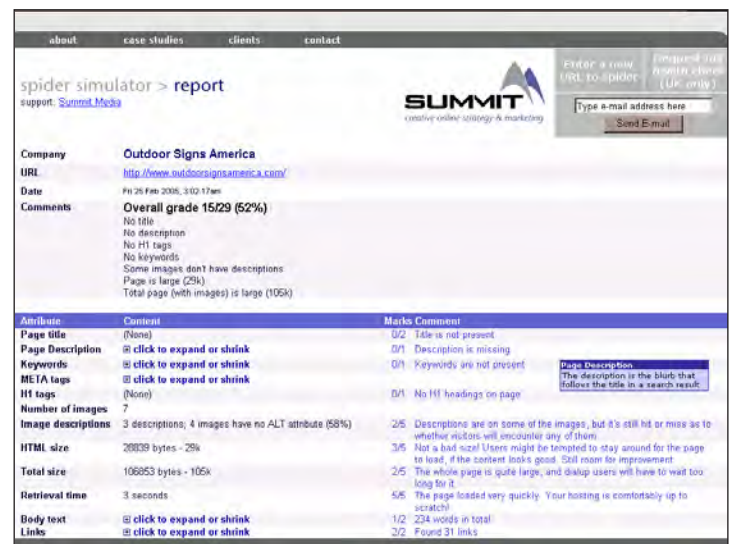 about case studies clients contact
spider simulator > report
support: Summit Media
SUMMIT
creative online strategy & marketing
Enter a new URL to spider
Request full health check (UK only)
Type e-mail address here
Send E-mail
Company Outdoor Signs America
URL http://www.outdoorsignsamerica.com/
Date Fri 25 Feb 2005, 3:02:17am
Comments Overall grade 15/29 (52%)
No title
No description
No H1 tags
No keywords
Some images don't have descriptions
Page is large (29k)
Total page (with images) is large (105k)
Attribute Content Marks Comment
Page title (None) 0/2 Title is not present
Page Description click to expand or shrink 0/1 Description is missing
Keywords click to expand or shrink 0/1 Keywords are not present
Page Description
The description is the blurb that
follows the title in a search result
META tags click to expand or shrink
H1 tags (None) 0/1 No H1 headings on page
Number of images 7
Image descriptions 3 descriptions; 4 images have no ALT attribute (58%) 2/5 Descriptions are on some of the images, but it's still hit or miss as to
whether visitors will encounter any of them
HTML size 28839 bytes - 29k 3/5 Not a bad size! Users might be tempted to stay around for the page
to load, if the content looks good. Still room for improvement
Total size 106853 bytes - 105k 2/5 The whole page is quite large, and dialup users will have to wait too
long for it
Retrieval time 3 seconds 5/5 The page loaded very quickly. Your hosting is comfortably up to
scratch!
Body text click to expand or shrink 1/2 234 words in total
Links click to expand or shrink 2/2 Found 31 links